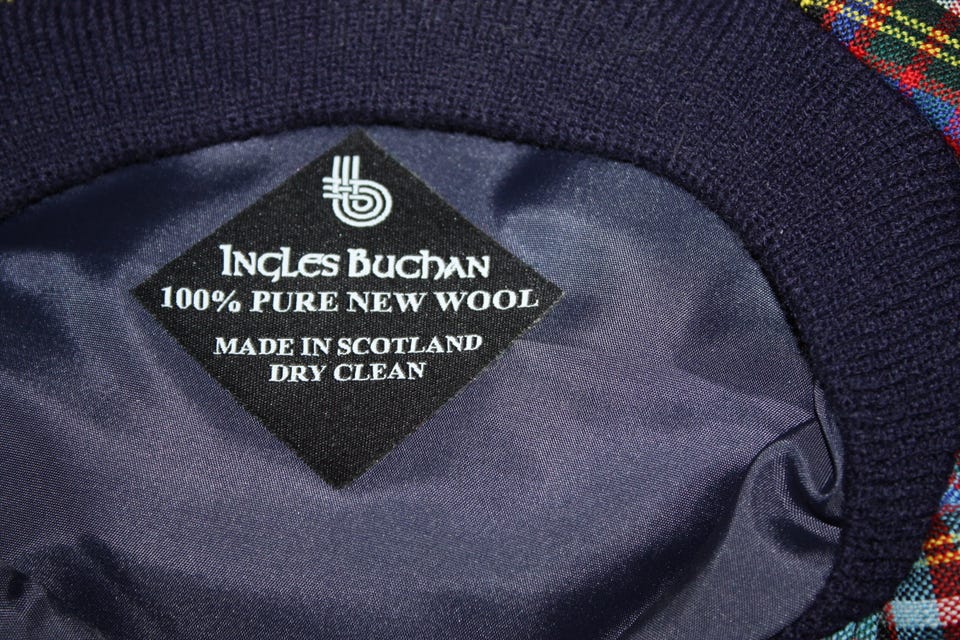 Ingles Buchan
100% PURE NEW WOOL
MADE IN SCOTLAND
DRY CLEAN